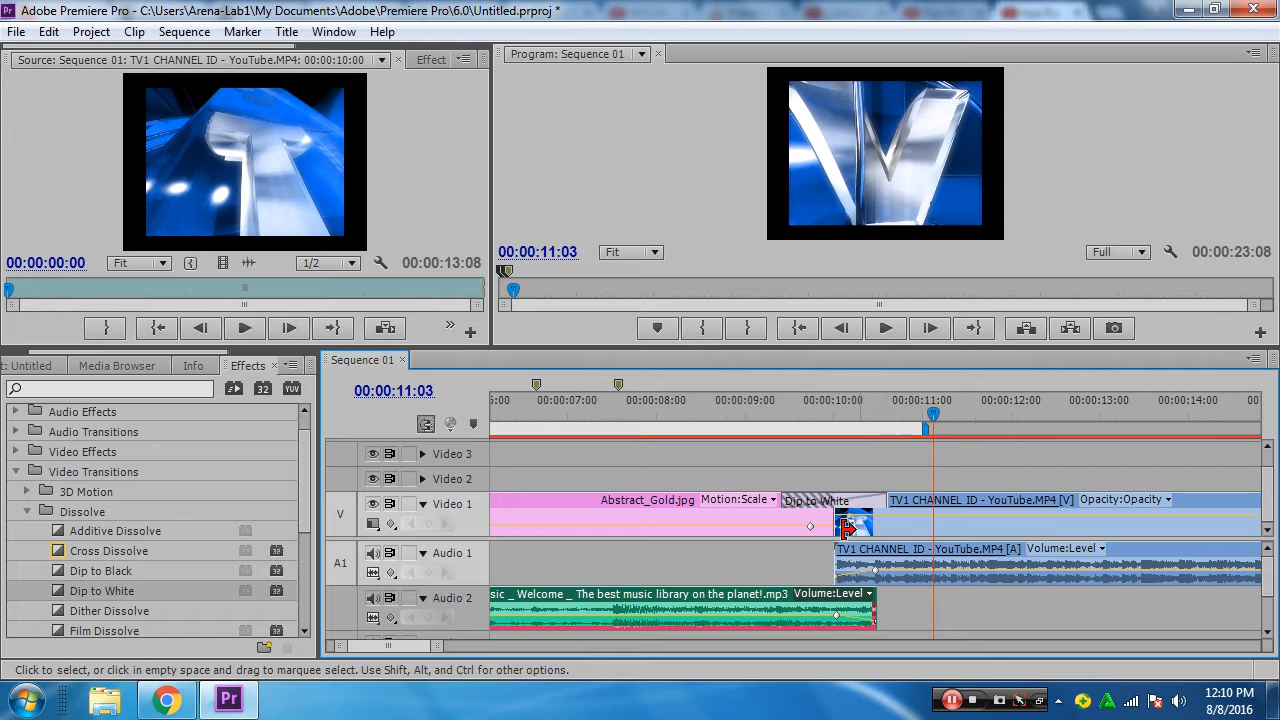 Adobe Premiere Pro - C:\Users\Arena-Lab1\My Documents\Adobe\Premiere Pro\6.0\Untitled.prproj *
File Edit Project Clip Sequence Marker Title Window Help
Source: Sequence 01: TV1 CHANNEL ID - YouTube.MP4: 00:00:10:00
Effect
Program: Sequence 01
00:00:00:00
Fit
1/2
00:00:13:08
00:00:11:03
Fit
Full
00:00:23:08
t: Untitled
Media Browser
Info
Effects
32
YUV
Audio Effects
Audio Transitions
Video Effects
Video Transitions
3D Motion
Dissolve
Additive Dissolve
Cross Dissolve
Dip to Black
Dip to White
Dither Dissolve
Film Dissolve
Sequence 01
00:00:11:03
00:00:07:00 00:00:08:00 00:00:09:00 00:00:10:00 00:00:11:00 00:00:12:00 00:00:13:00 00:00:14:00 00
Video 3
Video 2
V
Video 1
Abstract_Gold.jpg Motion:Scale
Dip to White
TV1 CHANNEL ID - YouTube.MP4 [V] Opacity:Opacity
A1
Audio 1
TV1 CHANNEL ID - YouTube.MP4 [A] Volume:Level
Audio 2
sic _ Welcome _ The best music library on the planet!.mp3 Volume:Level
Click to select, or click in empty space and drag to marquee select. Use Shift, Alt, and Ctrl for other options.
Pr
12:10 PM
8/8/2016